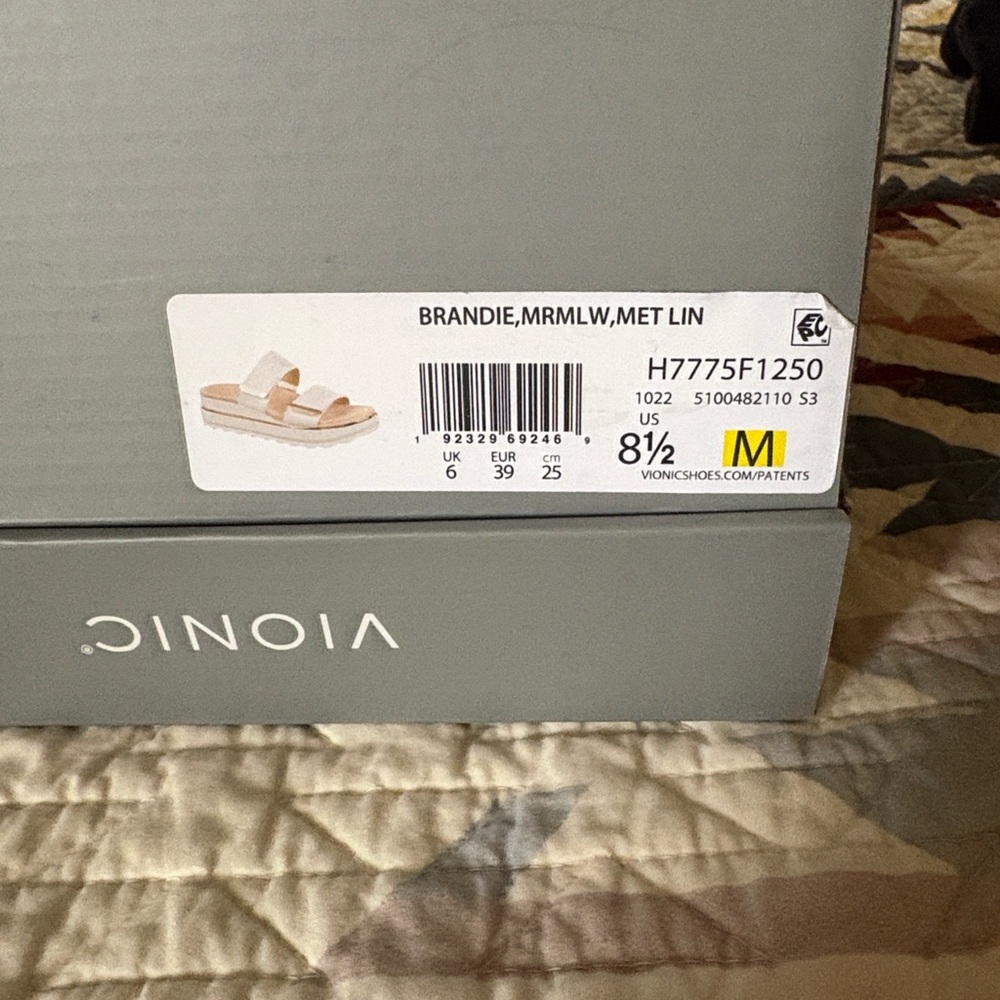 BRANDIE,MRMLW,MET LIN
EPC
H7775F1250
1022 5100482110 S3
US
8½ M
VIONICSHOES.COM/PATENTS
1 92329 69246 9
UK EUR cm
6 39 25
VIONIC®